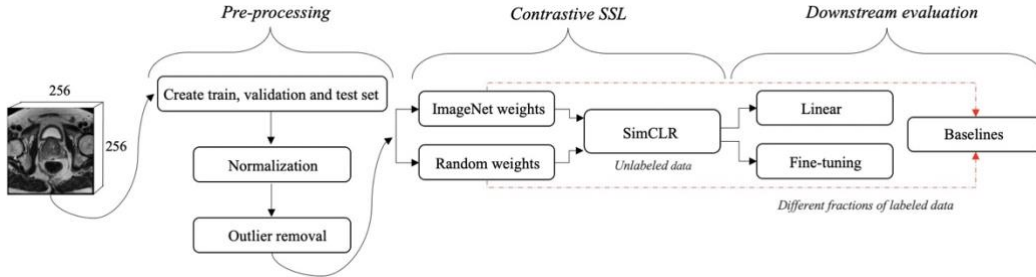 Pre-processing
Contrastive SSL
Downstream evaluation
256
256
Create train, validation and test set
Normalization
Outlier removal
ImageNet weights
Random weights
SimCLR
Unlabeled data
Linear
Fine-tuning
Baselines
Different fractions of labeled data